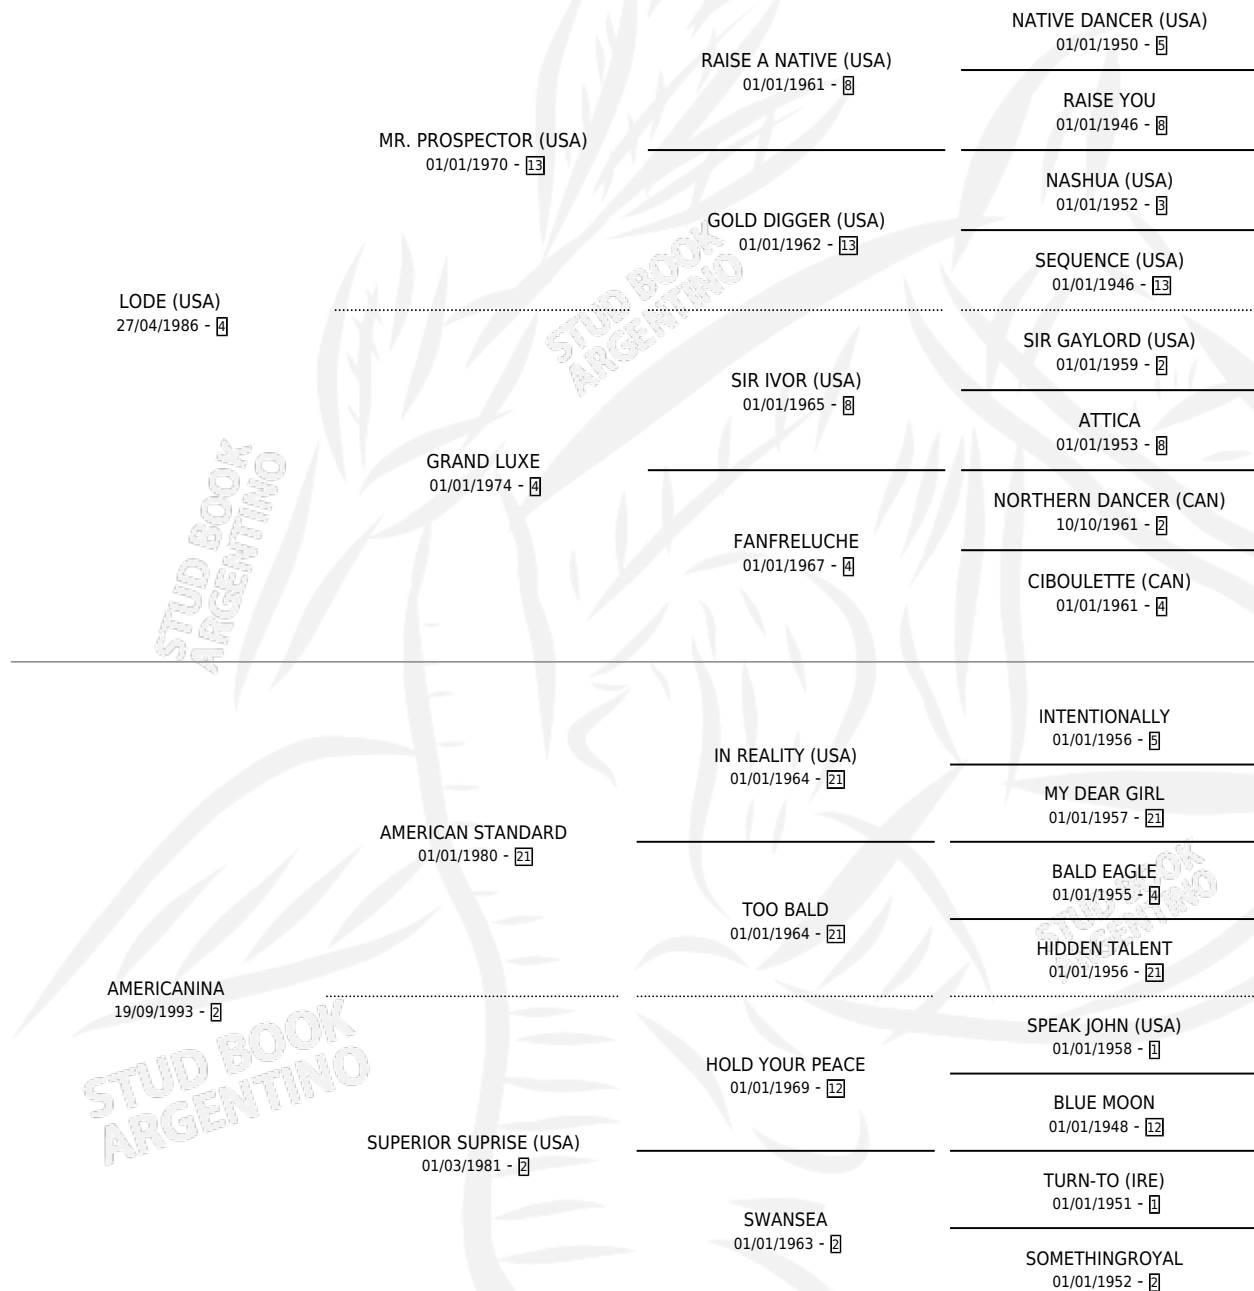 NATIVE DANCER (USA)
01/01/1950 - 5
RAISE A NATIVE (USA)
01/01/1961 - 8
RAISE YOU
01/01/1946 - 8
MR. PROSPECTOR (USA)
01/01/1970 - 13
NASHUA (USA)
01/01/1952 - 3
GOLD DIGGER (USA)
01/01/1962 - 13
SEQUENCE (USA)
01/01/1946 - 13
LODE (USA)
27/04/1986 - 4
STUD BOOK
ARGENTINO
SIR GAYLORD (USA)
01/01/1959 - 2
SIR IVOR (USA)
01/01/1965 - 8
ATTICA
01/01/1953 - 8
GRAND LUXE
01/01/1974 - 4
NORTHERN DANCER (CAN)
10/10/1961 - 2
FANFRELUCHE
01/01/1967 - 4
CIBOULETTE (CAN)
01/01/1961 - 4
STUD BOOK
ARGENTINO
INTENTIONALLY
01/01/1956 - 5
IN REALITY (USA)
01/01/1964 - 21
MY DEAR GIRL
01/01/1957 - 21
AMERICAN STANDARD
01/01/1980 - 21
BALD EAGLE
01/01/1955 - 4
TOO BALD
01/01/1964 - 21
HIDDEN TALENT
01/01/1956 - 21
STUD BOOK
ARGENTINO
AMERICANINA
19/09/1993 - 2
SPEAK JOHN (USA)
01/01/1958 - 1
HOLD YOUR PEACE
01/01/1969 - 12
BLUE MOON
01/01/1948 - 12
STUD BOOK
ARGENTINO
SUPERIOR SUPRISE (USA)
01/03/1981 - 2
TURN-TO (IRE)
01/01/1951 - 1
SWANSEA
01/01/1963 - 2
SOMETHINGROYAL
01/01/1952 - 2